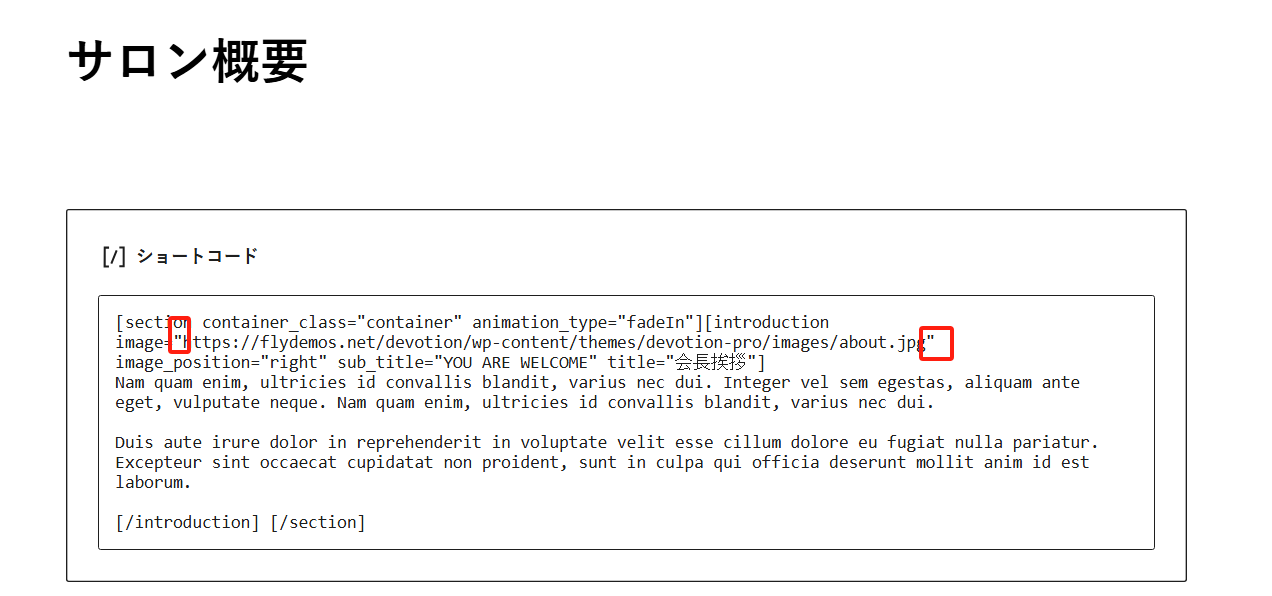 サロン概要
[/] ショートコード
[section container_class="container" animation_type="fadeIn"][introduction
image="https://flydemos.net/devotion/wp-content/themes/devotion-pro/images/about.jpg"
image_position="right" sub_title="YOU ARE WELCOME" title="会長挨拶"]
Nam quam enim, ultricies id convallis blandit, varius nec dui. Integer vel sem egestas, aliquam ante
eget, vulputate neque. Nam quam enim, ultricies id convallis blandit, varius nec dui.
Duis aute irure dolor in reprehenderit in voluptate velit esse cillum dolore eu fugiat nulla pariatur.
Excepteur sint occaecat cupidatat non proident, sunt in culpa qui officia deserunt mollit anim id est
laborum.
[/introduction] [/section]